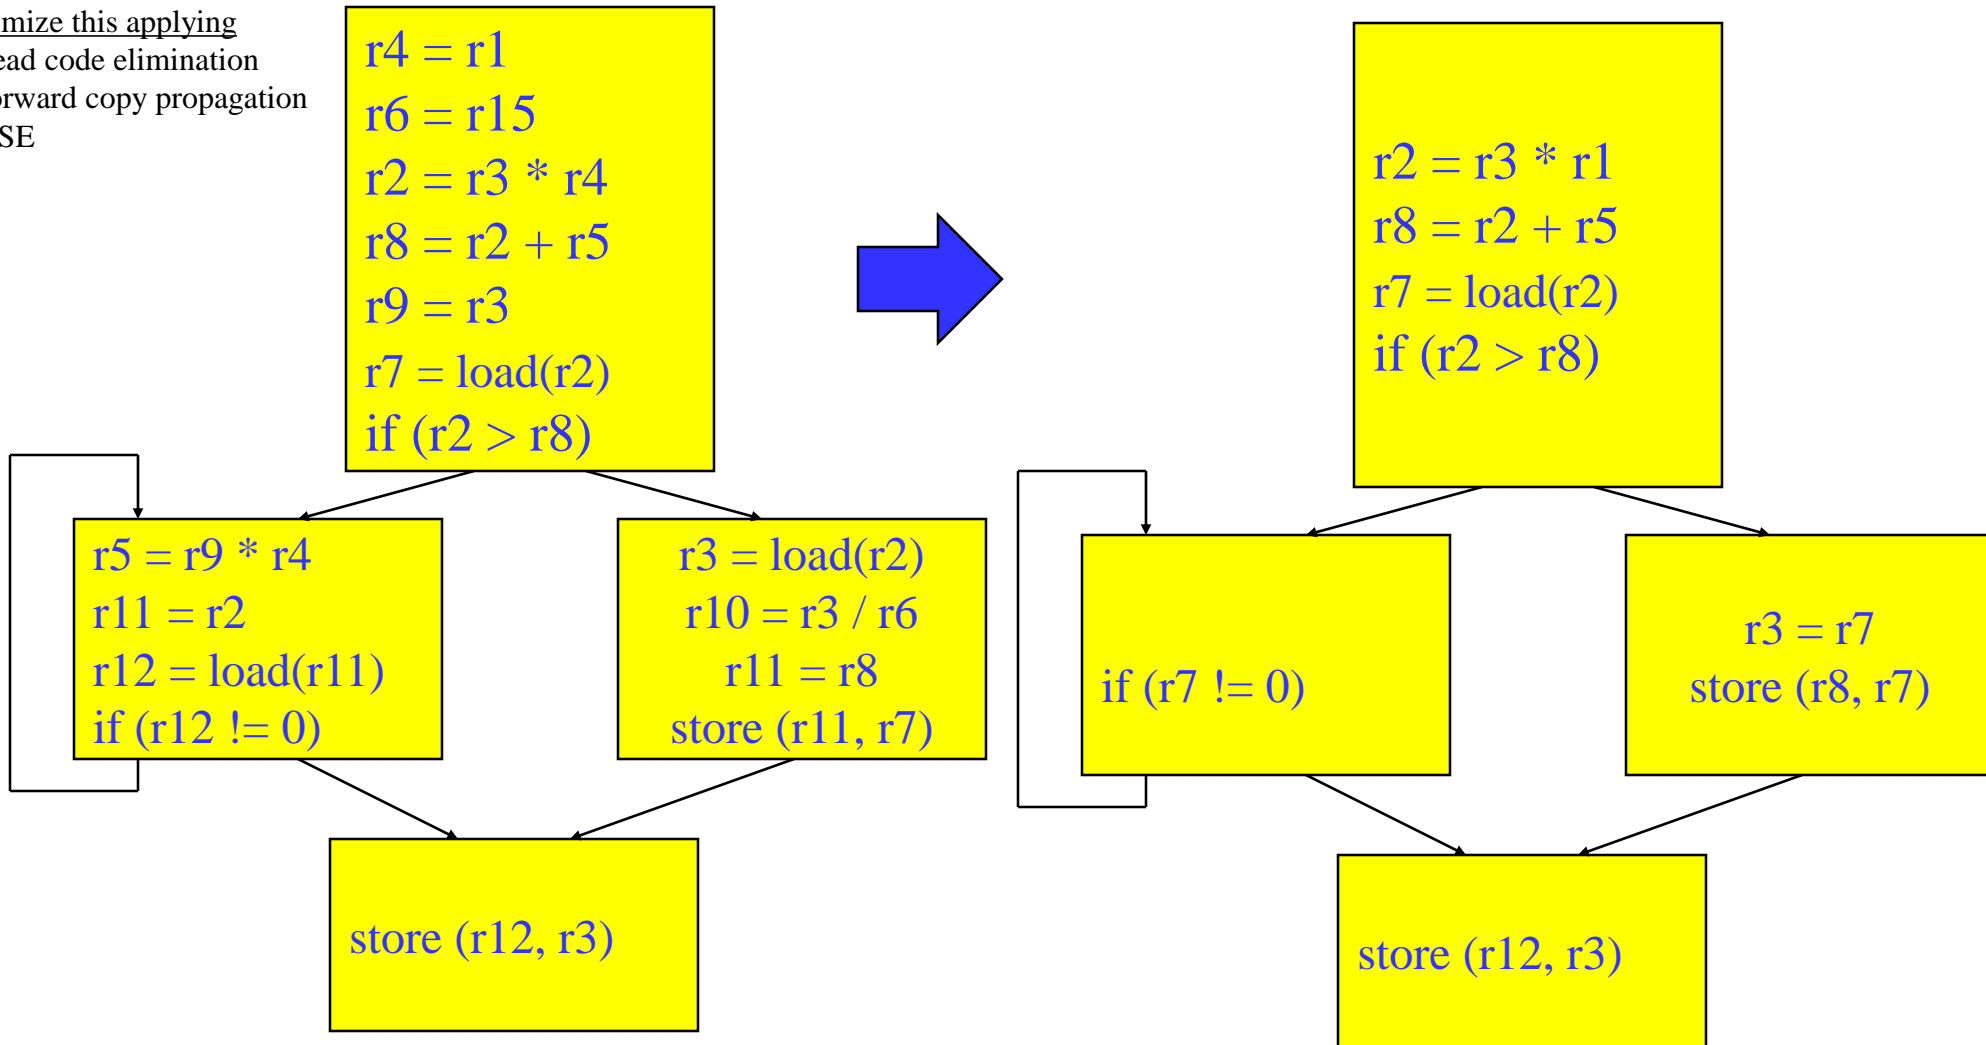 mize this applying
ead code elimination
orward copy propagation
SE
r4 = r1
r6 = r15
r2 = r3 * r4
r8 = r2 + r5
r9 = r3
r7 = load(r2)
if (r2 > r8)
r5 = r9 * r4
r11 = r2
r12 = load(r11)
if (r12 != 0)
r3 = load(r2)
r10 = r3 / r6
r11 = r8
store (r11, r7)
store (r12, r3)
r2 = r3 * r1
r8 = r2 + r5
r7 = load(r2)
if (r2 > r8)
if (r7 != 0)
r3 = r7
store (r8, r7)
store (r12, r3)